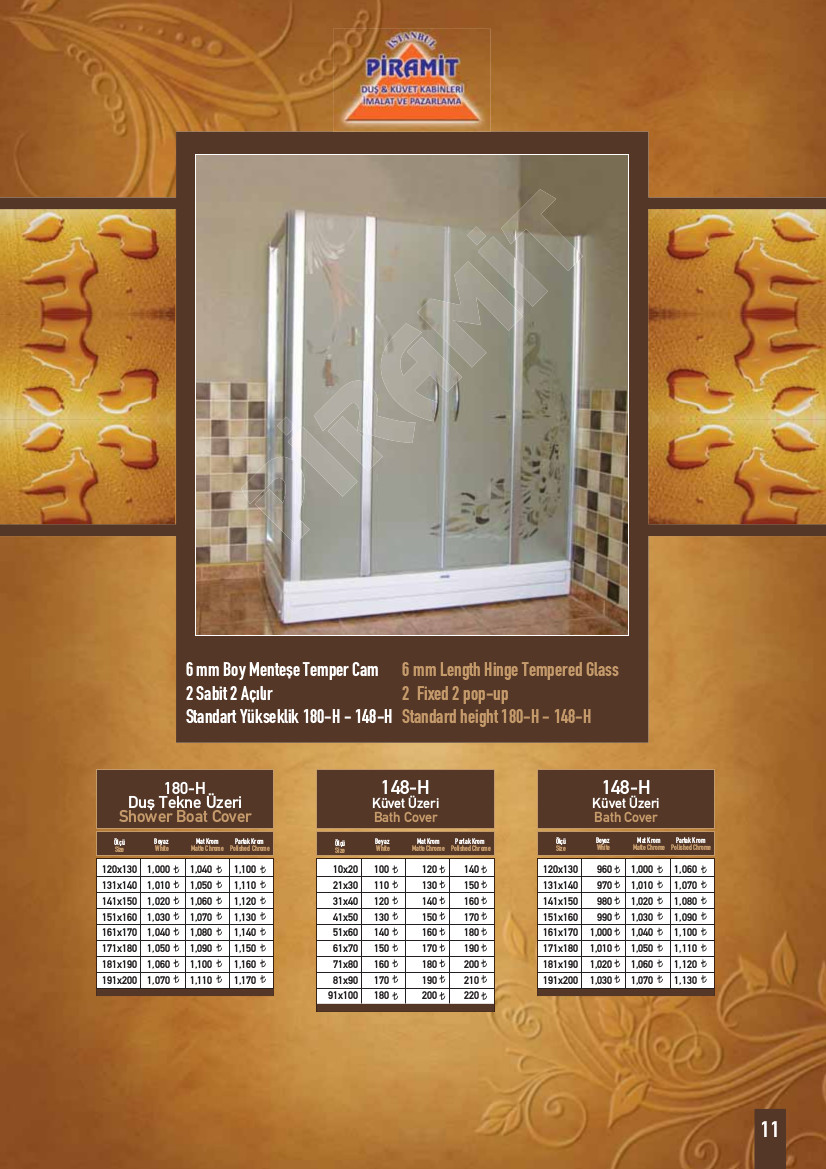 İSTANBUL
PİRAMİT
DUŞ & KÜVET KABİNLERİ
İMALAT VE PAZARLAMA
PİRAMİT
6 mm Boy Menteşe Temper Cam
2 Sabit 2 Açılır
Standart Yükseklik 180-H - 148-H
6 mm Length Hinge Tempered Glass
2 Fixed 2 pop-up
Standard height 180-H - 148-H
180-H
Duş Tekne Üzeri
Shower Boat Cover
Ölçü Beyaz Mat Krom Parlak Krom
Size White Matte Chrome Polished Chrome
120x130 1,000 ₺ 1,040 ₺ 1,100 ₺
131x140 1,010 ₺ 1,050 ₺ 1,110 ₺
141x150 1,020 ₺ 1,060 ₺ 1,120 ₺
151x160 1,030 ₺ 1,070 ₺ 1,130 ₺
161x170 1,040 ₺ 1,080 ₺ 1,140 ₺
171x180 1,050 ₺ 1,090 ₺ 1,150 ₺
181x190 1,060 ₺ 1,100 ₺ 1,160 ₺
191x200 1,070 ₺ 1,110 ₺ 1,170 ₺
148-H
Küvet Üzeri
Bath Cover
Ölçü Beyaz Mat Krom Parlak Krom
Size White Matte Chrome Polished Chrome
10x20 100 ₺ 120 ₺ 140 ₺
21x30 110 ₺ 130 ₺ 150 ₺
31x40 120 ₺ 140 ₺ 160 ₺
41x50 130 ₺ 150 ₺ 170 ₺
51x60 140 ₺ 160 ₺ 180 ₺
61x70 150 ₺ 170 ₺ 190 ₺
71x80 160 ₺ 180 ₺ 200 ₺
81x90 170 ₺ 190 ₺ 210 ₺
91x100 180 ₺ 200 ₺ 220 ₺
148-H
Küvet Üzeri
Bath Cover
Ölçü Beyaz Mat Krom Parlak Krom
Size White Matte Chrome Polished Chrome
120x130 960 ₺ 1,000 ₺ 1,060 ₺
131x140 970 ₺ 1,010 ₺ 1,070 ₺
141x150 980 ₺ 1,020 ₺ 1,080 ₺
151x160 990 ₺ 1,030 ₺ 1,090 ₺
161x170 1,000 ₺ 1,040 ₺ 1,100 ₺
171x180 1,010 ₺ 1,050 ₺ 1,110 ₺
181x190 1,020 ₺ 1,060 ₺ 1,120 ₺
191x200 1,030 ₺ 1,070 ₺ 1,130 ₺
11